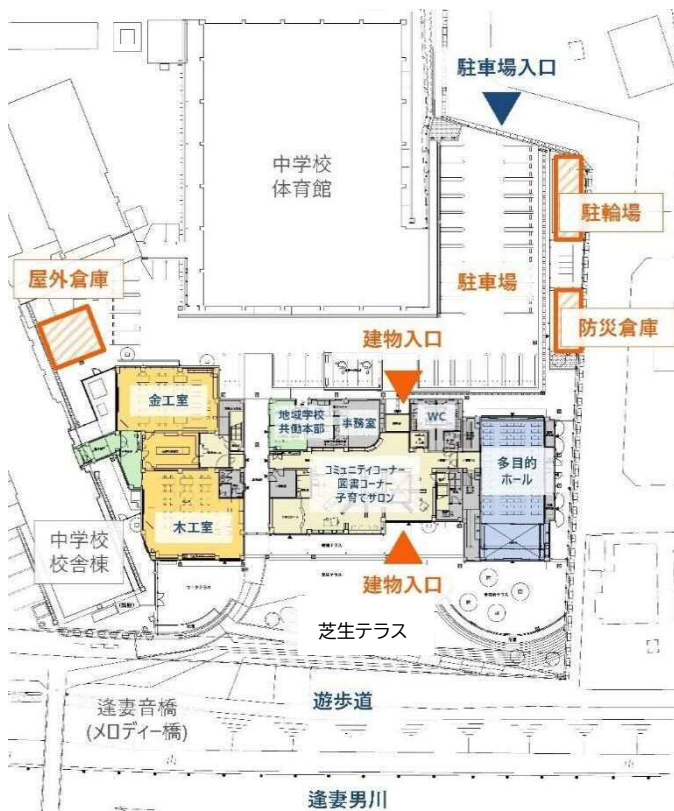 駐車場入口
中学校
体育館
駐輪場
屋外倉庫
駐車場
防災倉庫
建物入口
金工室
地域学校
共働本部
事務室
WC
コミュニティコーナー
図書コーナー
子育てサロン
多目的
ホール
木工室
中学校
校舎棟
建物入口
芝生テラス
遊歩道
逢妻音橋
(メロディー橋)
逢妻男川